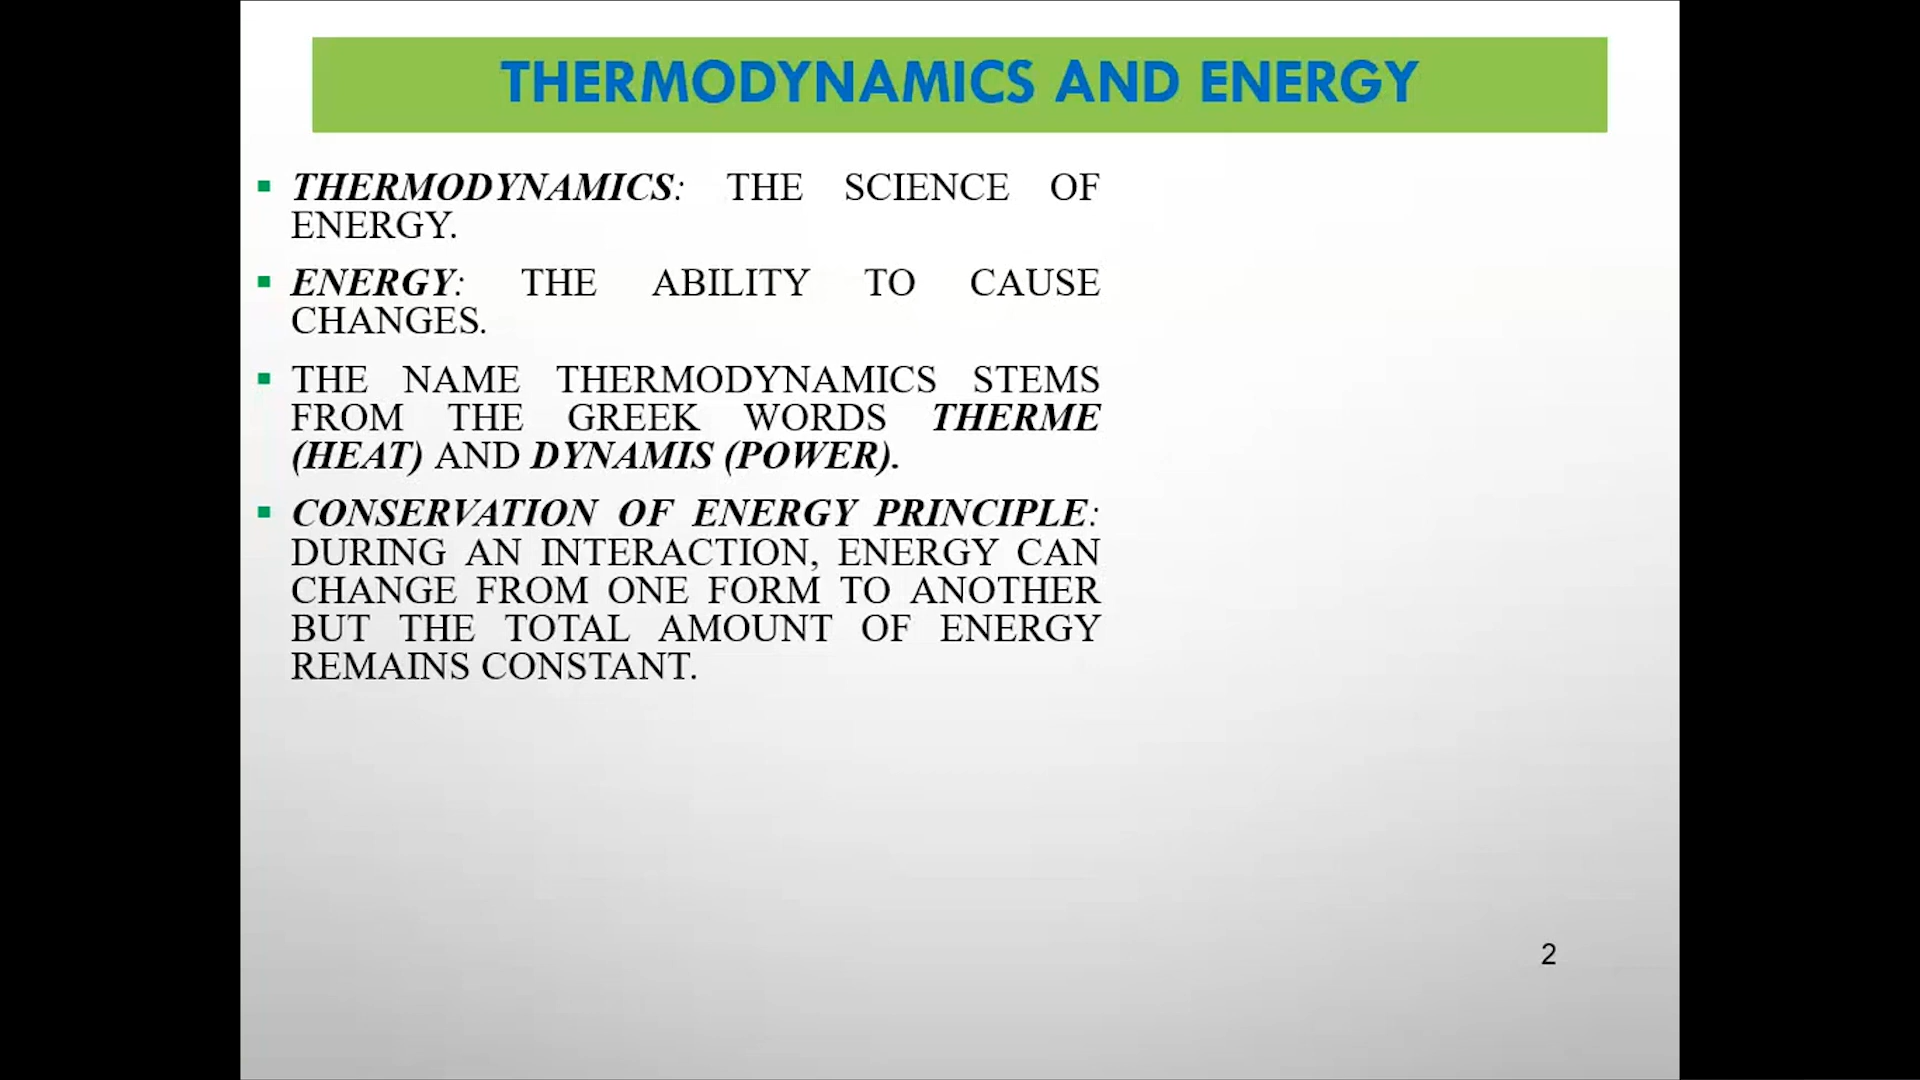 THERMODYNAMICS AND ENERGY
▪ THERMODYNAMICS: THE SCIENCE OF
ENERGY.
▪ ENERGY: THE ABILITY TO CAUSE
CHANGES.
▪ THE NAME THERMODYNAMICS STEMS
FROM THE GREEK WORDS THERME
(HEAT) AND DYNAMIS (POWER).
▪ CONSERVATION OF ENERGY PRINCIPLE:
DURING AN INTERACTION, ENERGY CAN
CHANGE FROM ONE FORM TO ANOTHER
BUT THE TOTAL AMOUNT OF ENERGY
REMAINS CONSTANT.
2